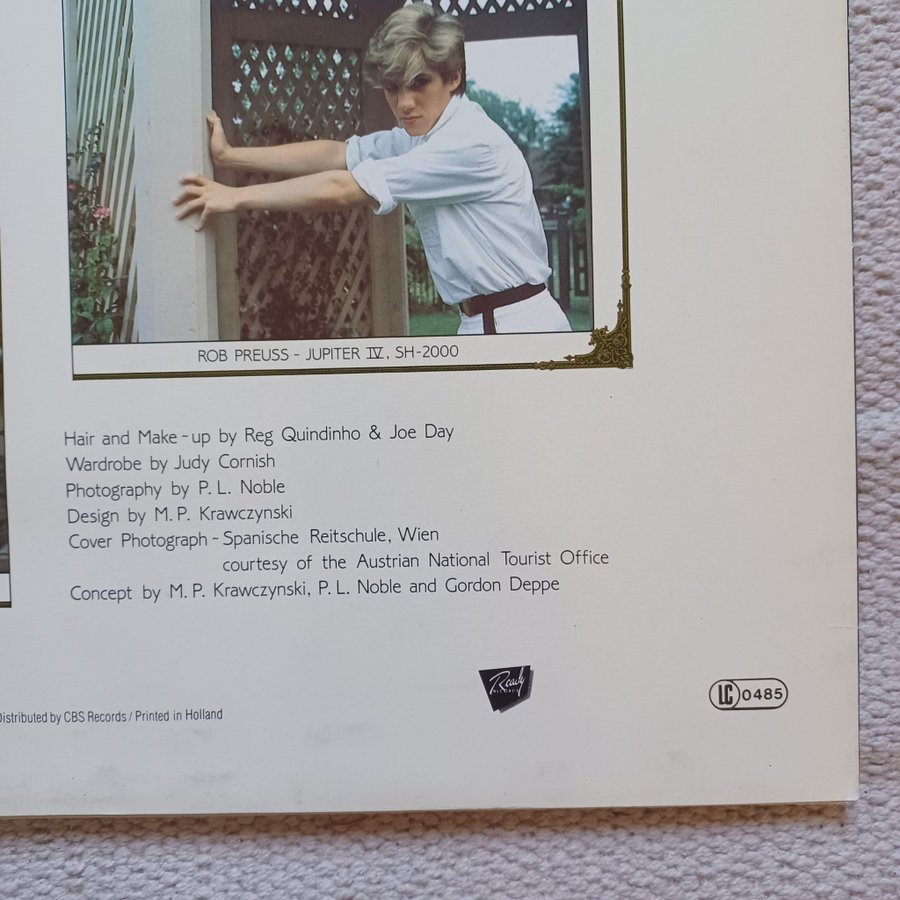 ROB PREUSS - JUPITER IV, SH-2000
Hair and Make-up by Reg Quindinho & Joe Day
Wardrobe by Judy Cornish
Photography by P. L. Noble
Design by M. P. Krawczynski
Cover Photograph - Spanische Reitschule, Wien
courtesy of the Austrian National Tourist Office
Concept by M. P. Krawczynski, P. L. Noble and Gordon Deppe
Ready
RECORDS
LC 0485
Distributed by CBS Records / Printed in Holland